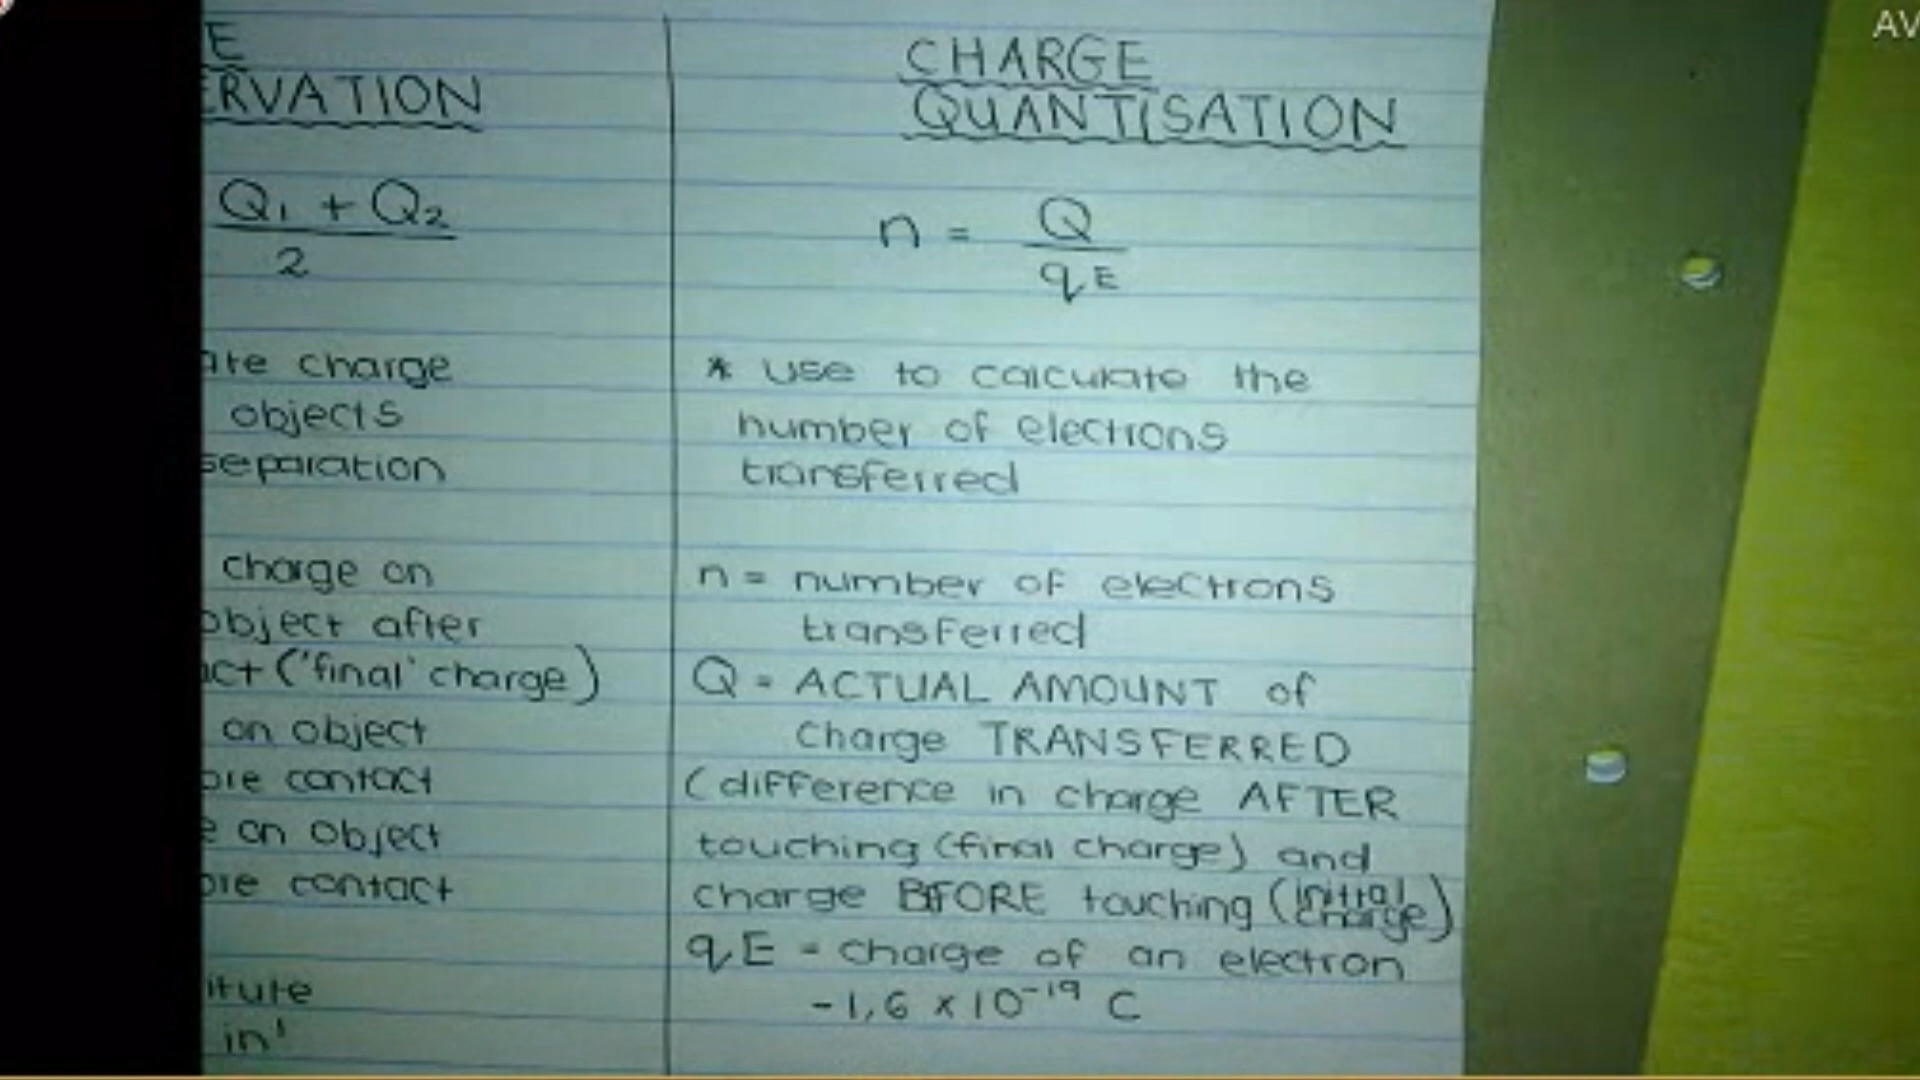 E
ERVATION
Q₁ + Q₂
2
ate charge
objects
separation
charge on
object after
act ('final' charge)
on object
ore contact
e on object
ore contact
itute
in'
CHARGE
QUANTISATION
n = Q
qE
* use to calculate the
number of electrons
transferred
n = number of electrons
transferred
Q = ACTUAL AMOUNT of
charge TRANSFERRED
(difference in charge AFTER
touching (final charge) and
charge BEFORE touching (initial charge)
qE = charge of an electron
-1,6 × 10⁻¹⁹ C
AV